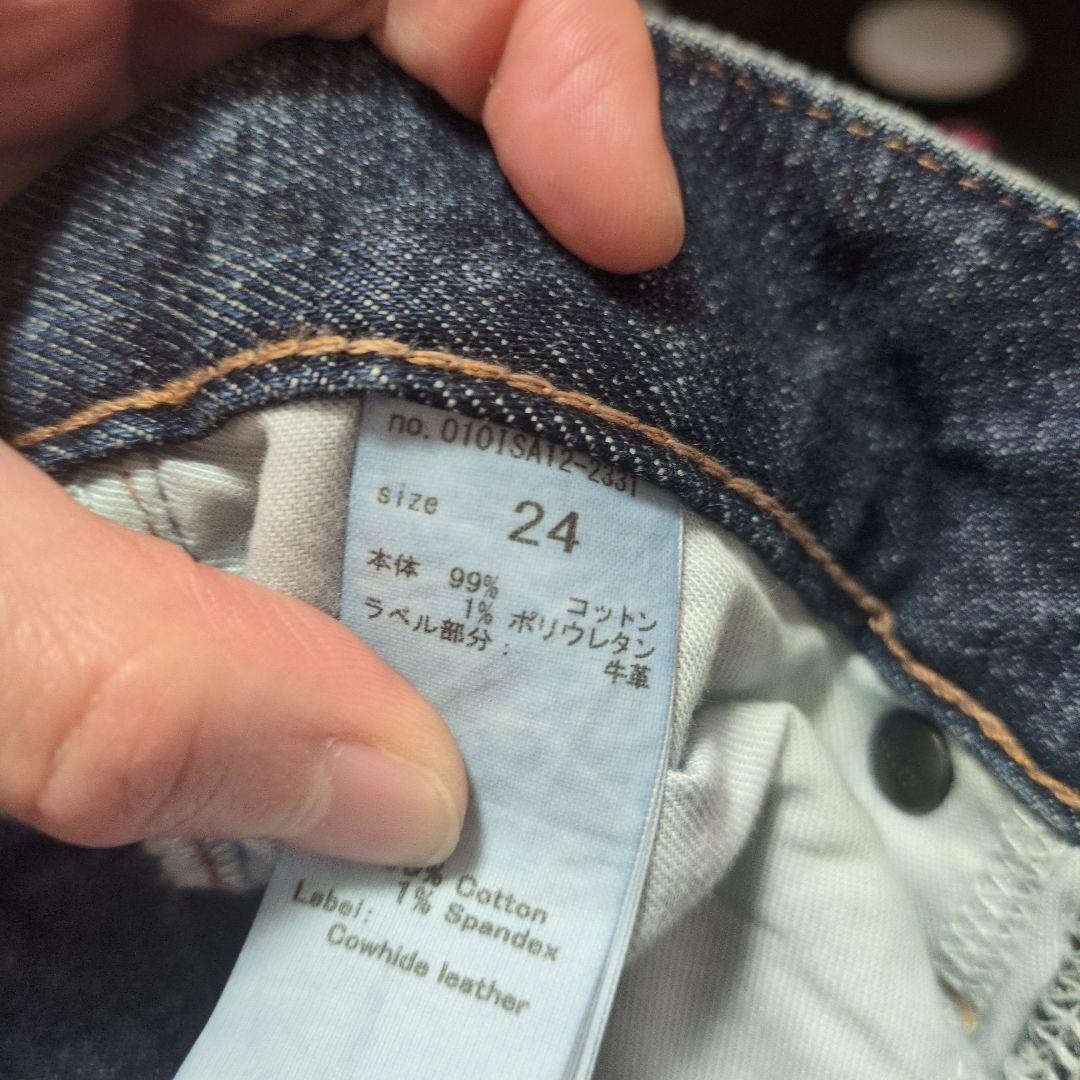 no. 0101SA12-2331
size 24
本体 99% コットン
1% ポリウレタン
ラベル部分: 牛革
Cotton
1% Spandex
Label:
Cowhide leather